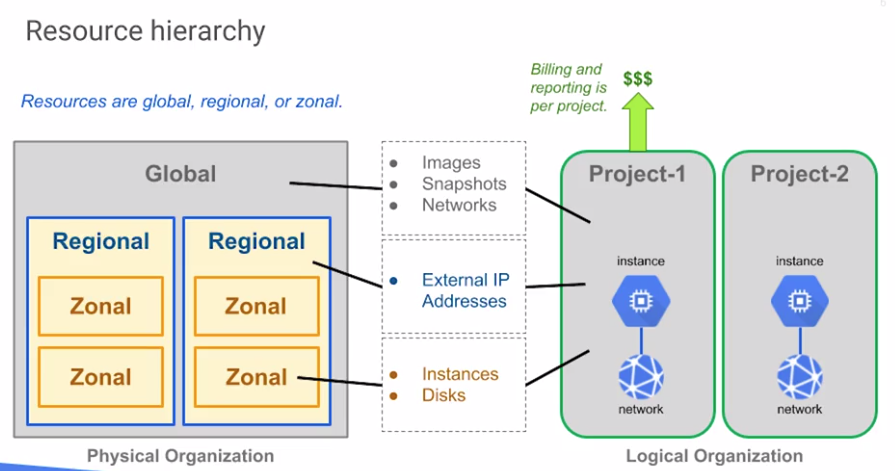 Resource hierarchy
Resources are global, regional, or zonal.
Billing and
reporting is
per project.
$$$
Global
Regional
Zonal
Zonal
Regional
Zonal
Zonal
Physical Organization
● Images
● Snapshots
● Networks
● External IP
Addresses
● Instances
● Disks
Project-1
instance
network
Project-2
instance
network
Logical Organization